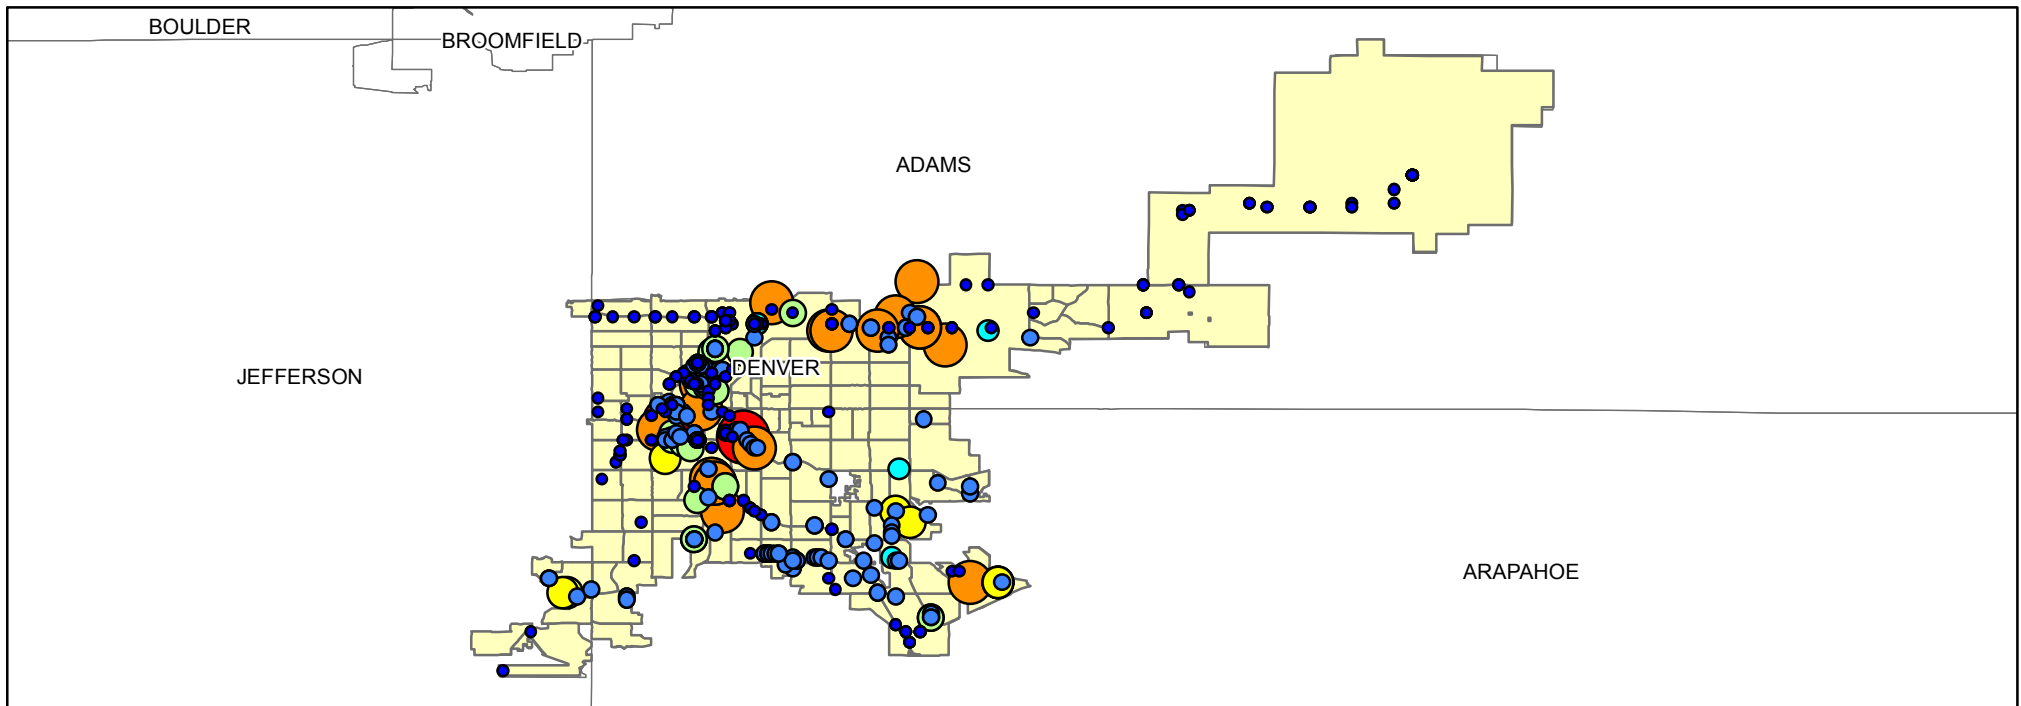 BOULDER
BROOMFIELD
ADAMS
DENVER
JEFFERSON
ARAPAHOE